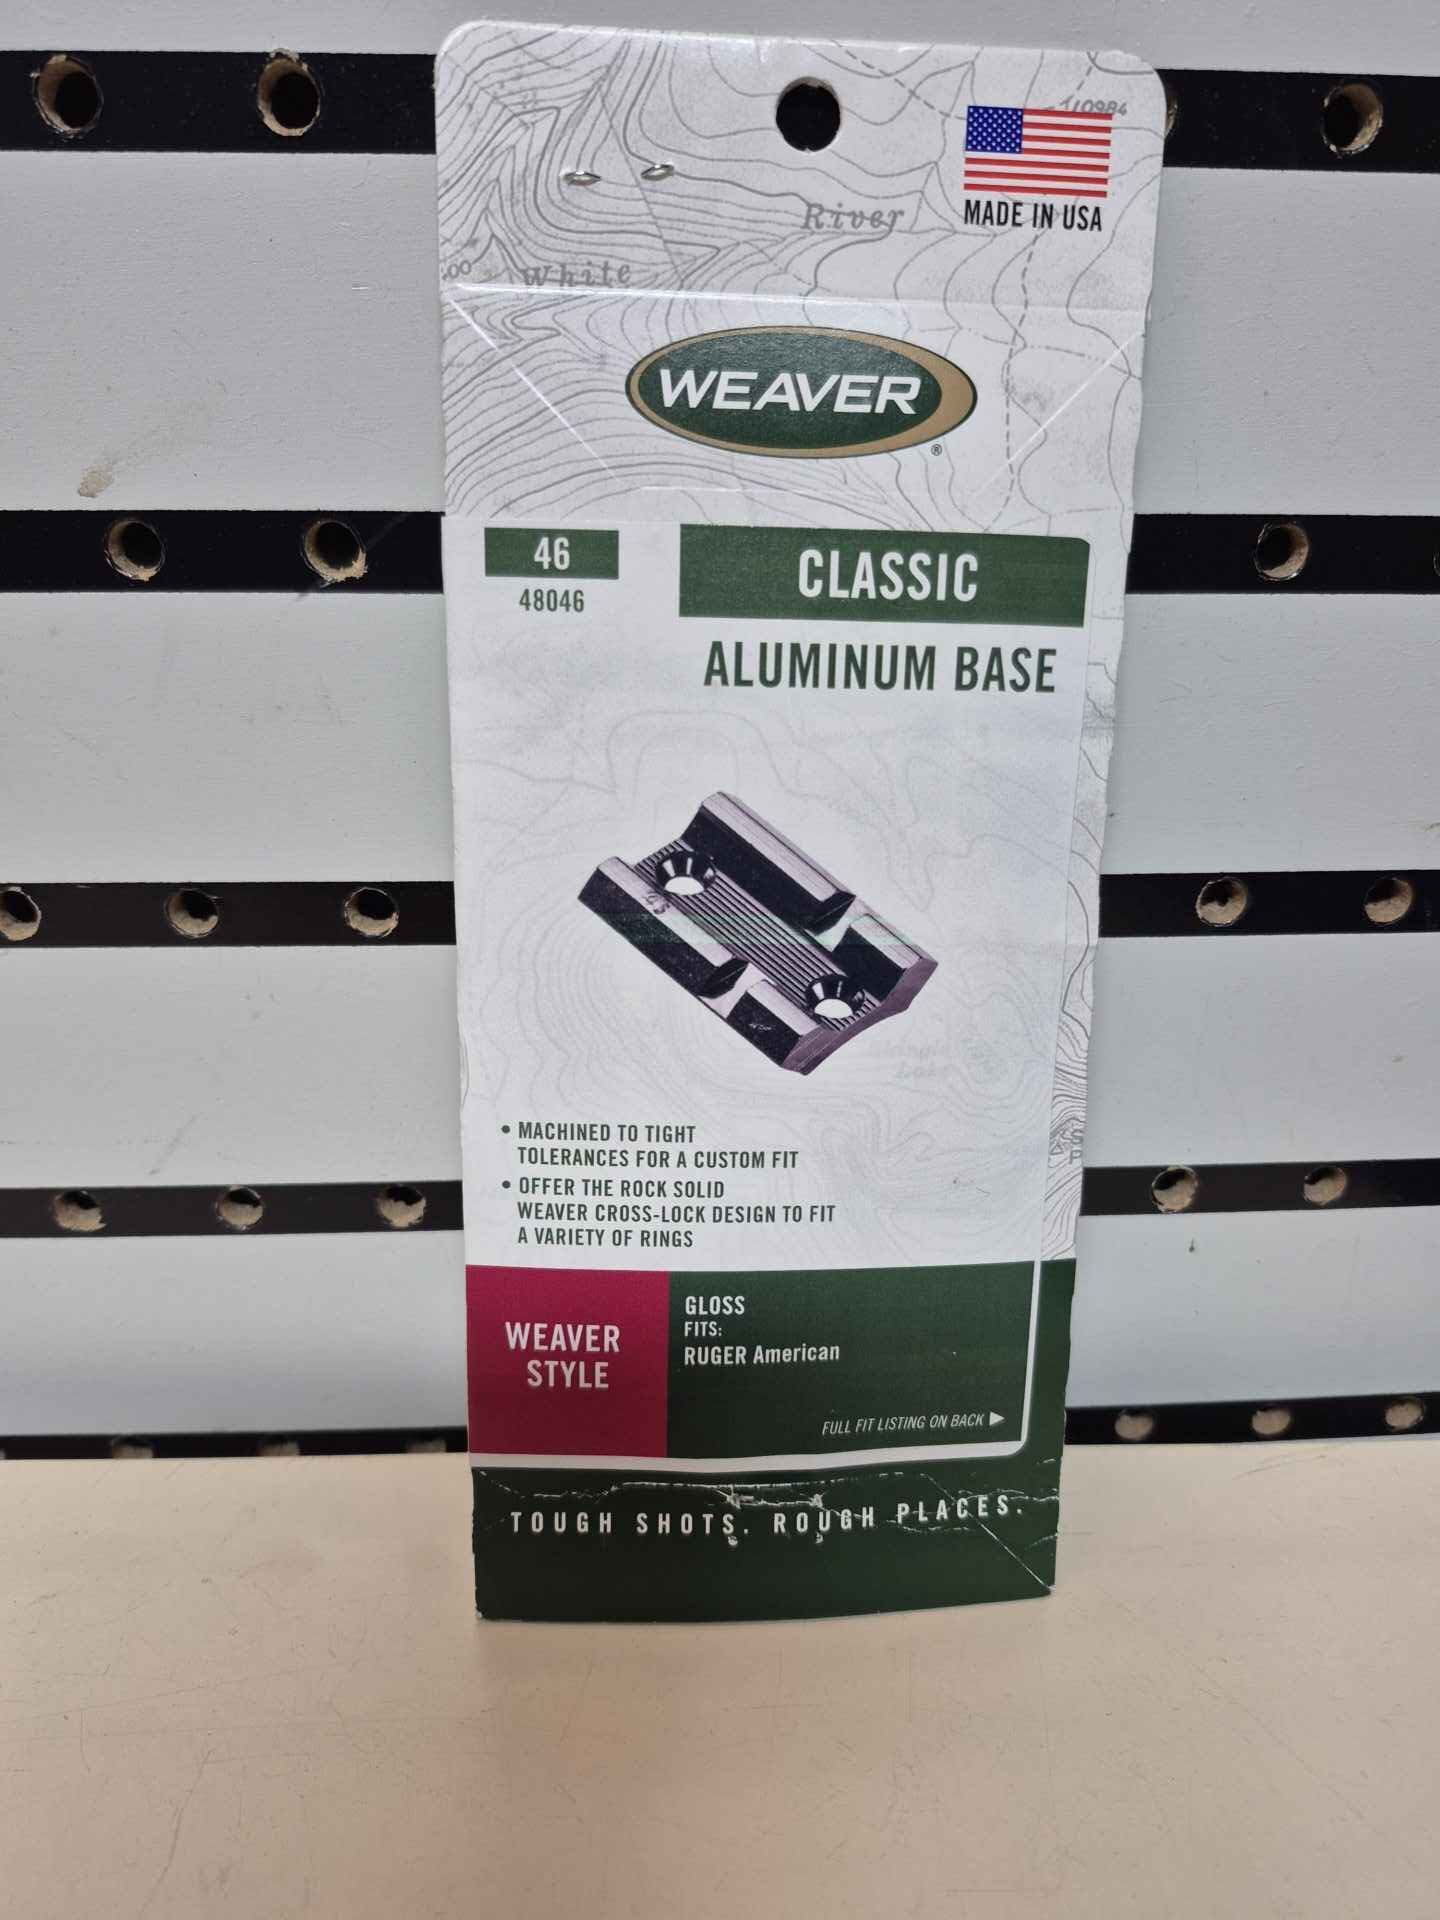 710984
MADE IN USA
River
White
00
WEAVER
®
46
48046
CLASSIC
ALUMINUM BASE
• MACHINED TO TIGHT
TOLERANCES FOR A CUSTOM FIT
• OFFER THE ROCK SOLID
WEAVER CROSS-LOCK DESIGN TO FIT
A VARIETY OF RINGS
WEAVER
STYLE
GLOSS
FITS:
RUGER American
FULL FIT LISTING ON BACK ▶
TOUGH SHOTS. ROUGH PLACES.